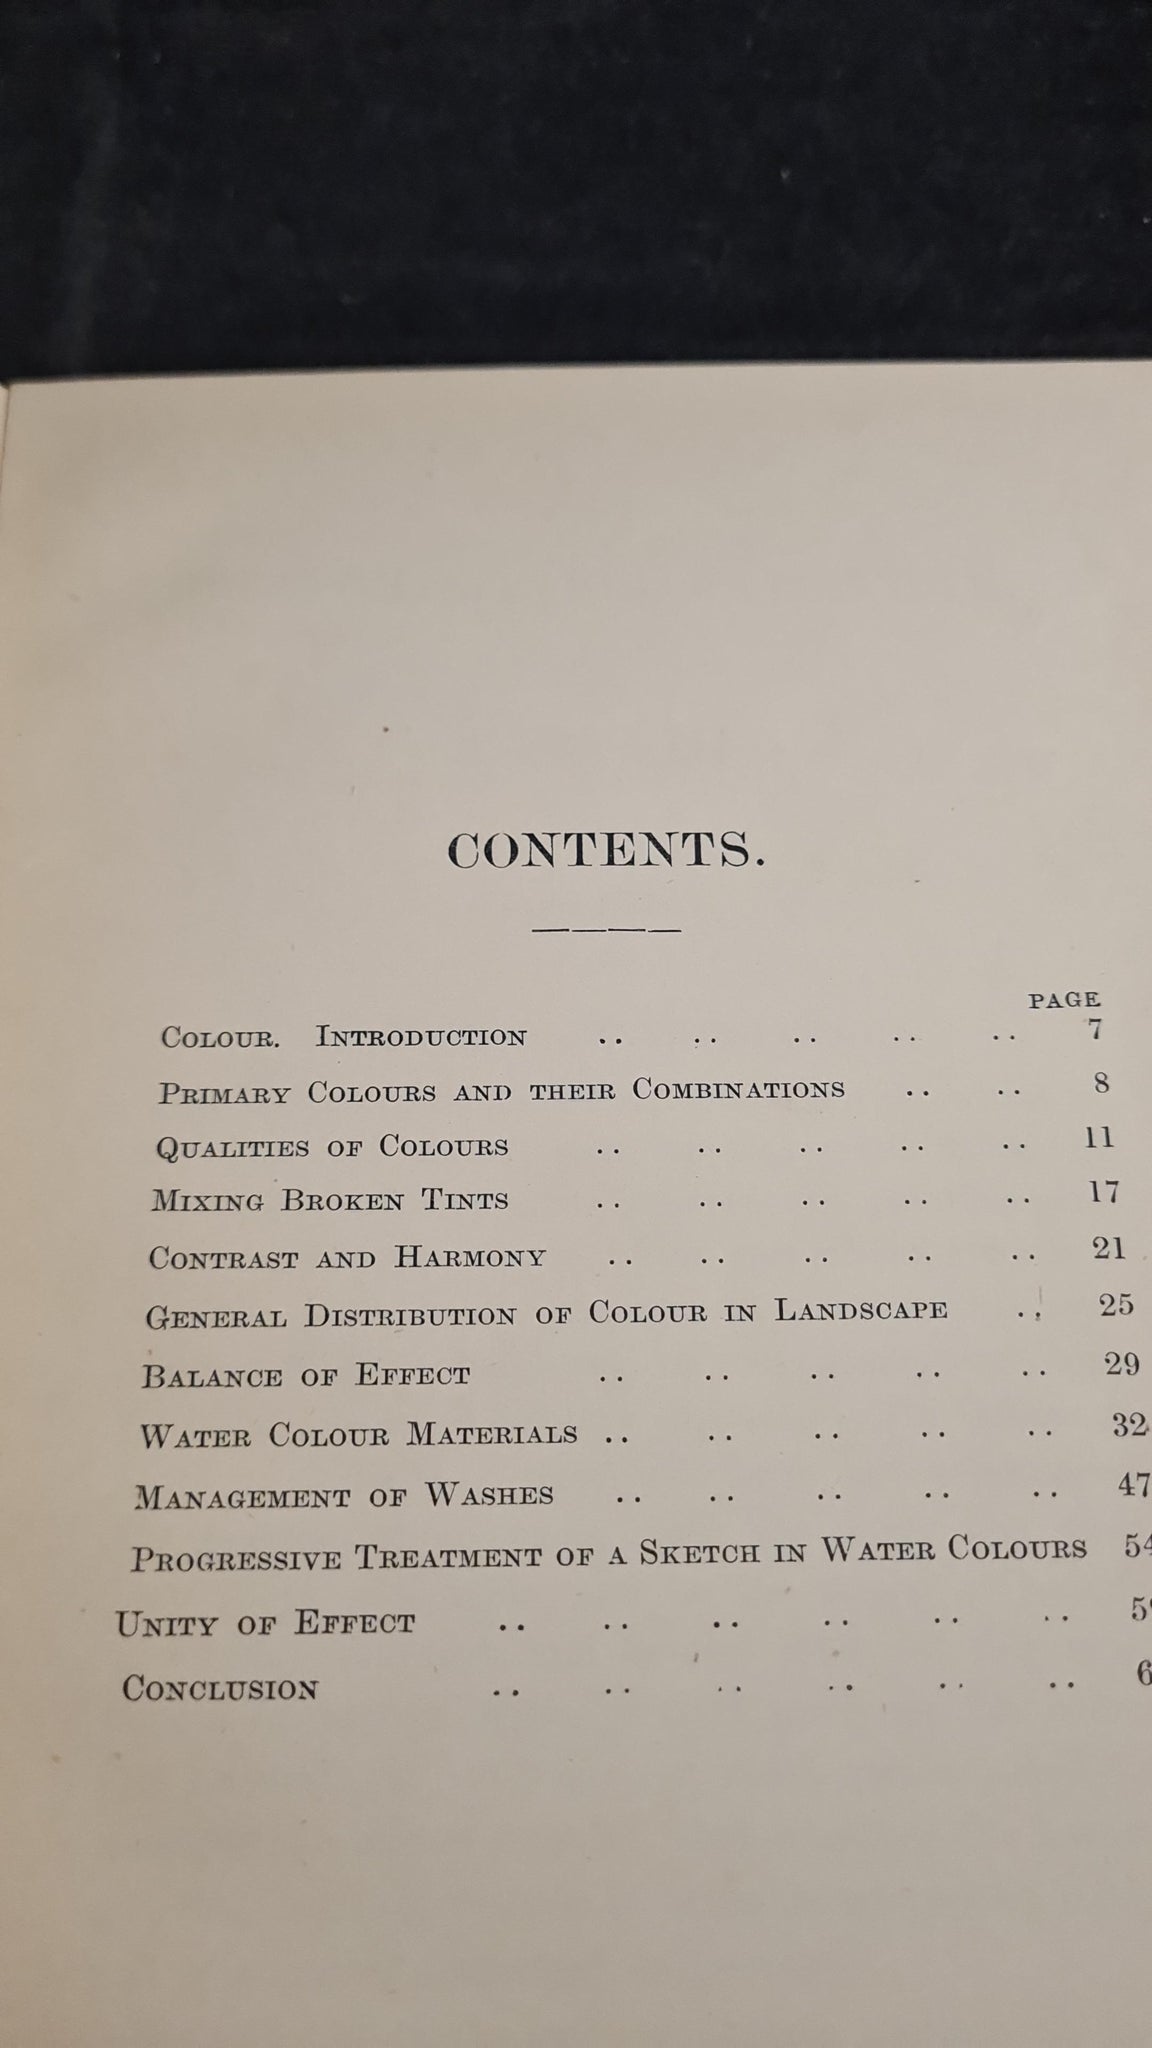 CONTENTS.
PAGE
COLOUR. INTRODUCTION .. .. .. .. .. 7
PRIMARY COLOURS AND THEIR COMBINATIONS .. .. 8
QUALITIES OF COLOURS .. .. .. .. .. 11
MIXING BROKEN TINTS .. .. .. .. .. 17
CONTRAST AND HARMONY .. .. .. .. .. 21
GENERAL DISTRIBUTION OF COLOUR IN LANDSCAPE .. 25
BALANCE OF EFFECT .. .. .. .. .. 29
WATER COLOUR MATERIALS .. .. .. .. .. 32
MANAGEMENT OF WASHES .. .. .. .. .. 47
PROGRESSIVE TREATMENT OF A SKETCH IN WATER COLOURS 54
UNITY OF EFFECT .. .. .. .. .. ..
CONCLUSION .. .. .. .. .. ..